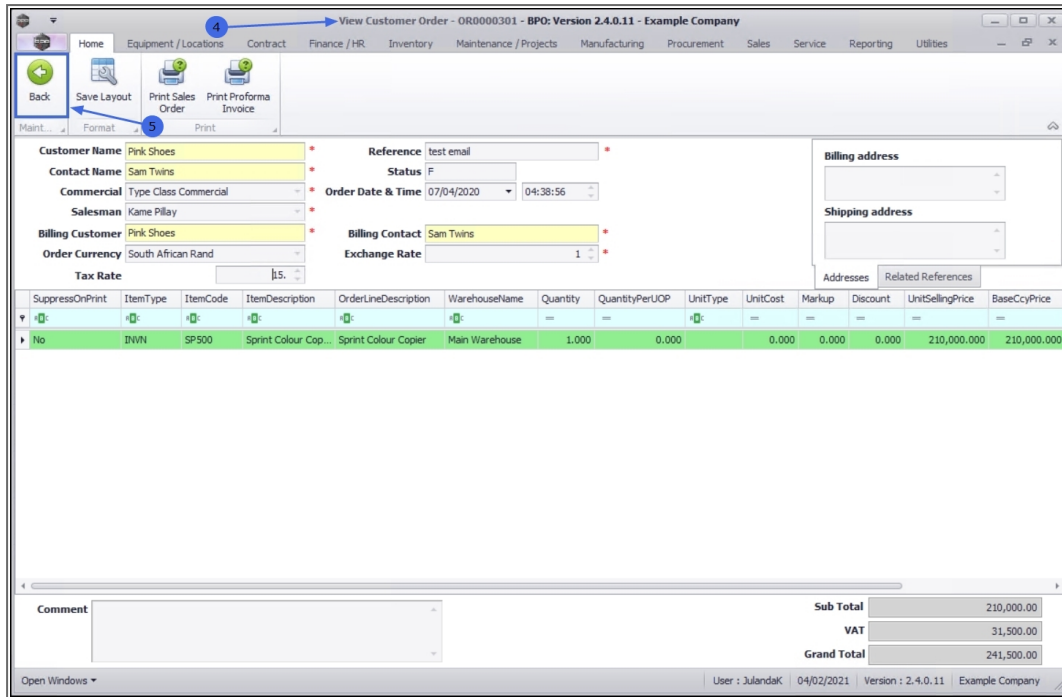 4
View Customer Order - OR0000301 - BPO: Version 2.4.0.11 - Example Company
Home Equipment / Locations Contract Finance / HR Inventory Maintenance / Projects Manufacturing Procurement Sales Service Reporting Utilities
Back Save Layout Print Sales Order Print Proforma Invoice
Maint... Format 5 Print
Customer Name Pink Shoes * Reference test email *
Contact Name Sam Twins * Status F
Commercial Type Class Commercial * Order Date & Time 07/04/2020 04:38:56
Salesman Kame Pillay *
Billing Customer Pink Shoes * Billing Contact Sam Twins *
Order Currency South African Rand Exchange Rate 1 *
Tax Rate 15.
Billing address
Shipping address
Addresses Related References
SuppressOnPrint ItemType ItemCode ItemDescription OrderLineDescription WarehouseName Quantity QuantityPerUOP UnitType UnitCost Markup Discount UnitSellingPrice BaseCcyPrice
No INVN SP500 Sprint Colour Cop... Sprint Colour Copier Main Warehouse 1.000 0.000 0.000 0.000 0.000 210,000.000 210,000.000
Comment
Sub Total 210,000.00
VAT 31,500.00
Grand Total 241,500.00
Open Windows User : JulandaK 04/02/2021 Version : 2.4.0.11 Example Company